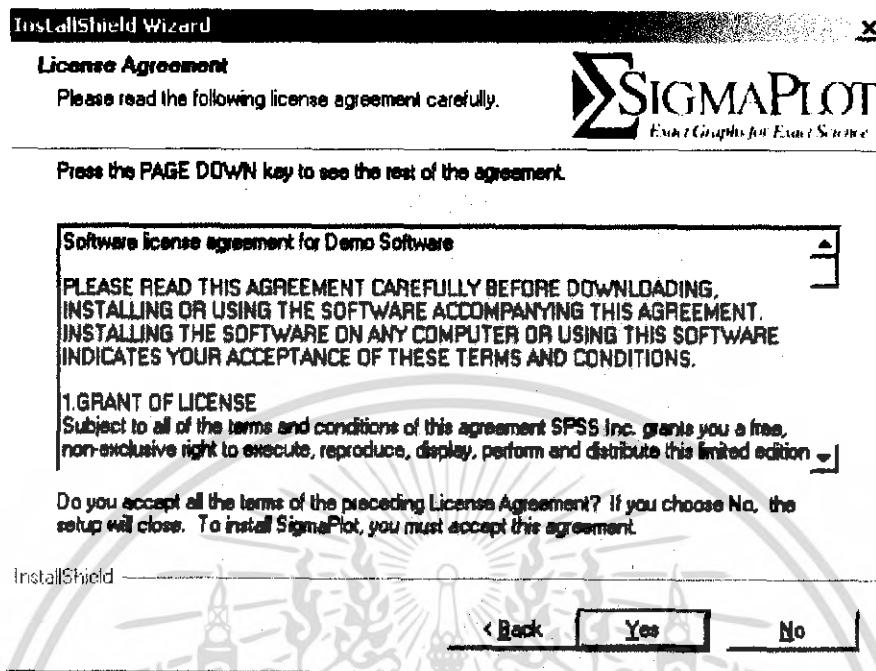 InstallShield Wizard
License Agreement
Please read the following license agreement carefully.
SIGMAPLOT
Exact Graphs for Exact Science
Press the PAGE DOWN key to see the rest of the agreement.
Software license agreement for Demo Software
PLEASE READ THIS AGREEMENT CAREFULLY BEFORE DOWNLOADING,
INSTALLING OR USING THE SOFTWARE ACCOMPANYING THIS AGREEMENT.
INSTALLING THE SOFTWARE ON ANY COMPUTER OR USING THIS SOFTWARE
INDICATES YOUR ACCEPTANCE OF THESE TERMS AND CONDITIONS.
1.GRANT OF LICENSE
Subject to all of the terms and conditions of this agreement SPSS Inc. grants you a free,
non-exclusive right to execute, reproduce, display, perform and distribute this limited edition
Do you accept all the terms of the preceding License Agreement? If you choose No, the
setup will close. To install SigmaPlot, you must accept this agreement.
InstallShield
< Back Yes No